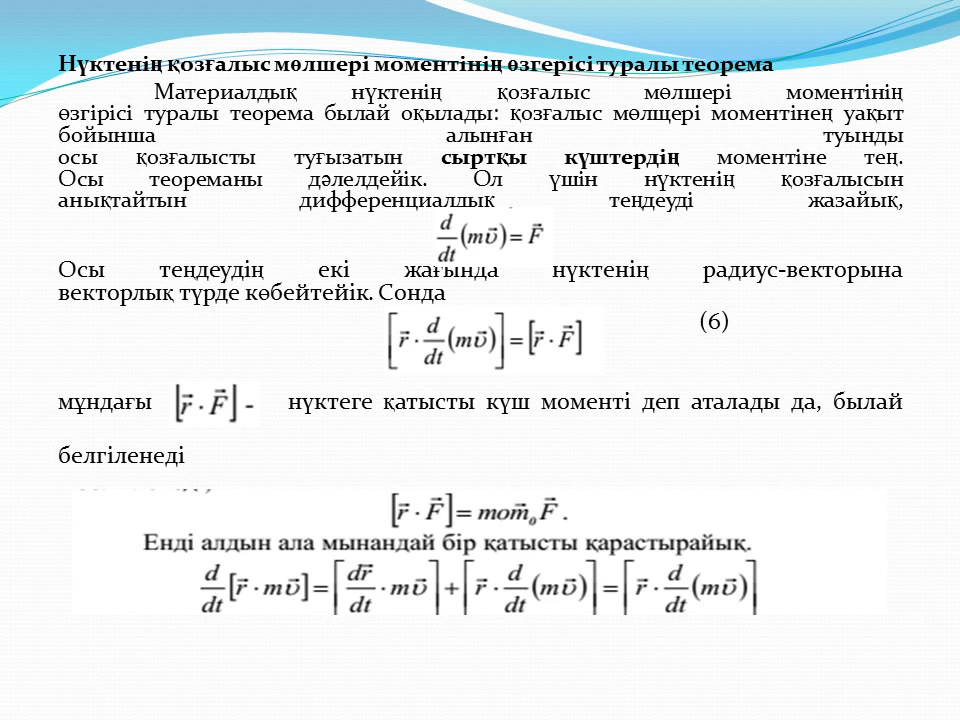 Нүктенің қозғалыс мөлшері моментінің өзгерісі туралы теорема
Материалдық нүктенің қозғалыс мөлшері моментінің
өзгірісі туралы теорема былай оқылады: қозғалыс мөлщері моментінең уақыт
бойынша алынған туынды
осы қозғалысты туғызатын сыртқы күштердің моментіне тең.
Осы теореманы дәлелдейік. Ол үшін нүктенің қозғалысын
анықтайтын дифференциалдық теңдеуді жазайық,
d/dt (mυ⃗) = F⃗
Осы теңдеудің екі жағында нүктенің радиус-векторына
векторлық түрде көбейтейік. Сонда
[r⃗ · d/dt (mυ⃗)] = [r⃗ · F⃗] (6)
мұндағы [r⃗ · F⃗] - нүктеге қатысты күш моменті деп аталады да, былай
белгіленеді
[r⃗ · F⃗] = mom⃗₀F⃗ .
Енді алдын ала мынандай бір қатысты қарастырайық.
d/dt [r⃗ · mυ⃗] = [dr⃗/dt · mυ⃗] + [r⃗ · d/dt (mυ⃗)] = [r⃗ · d/dt (mυ⃗)]